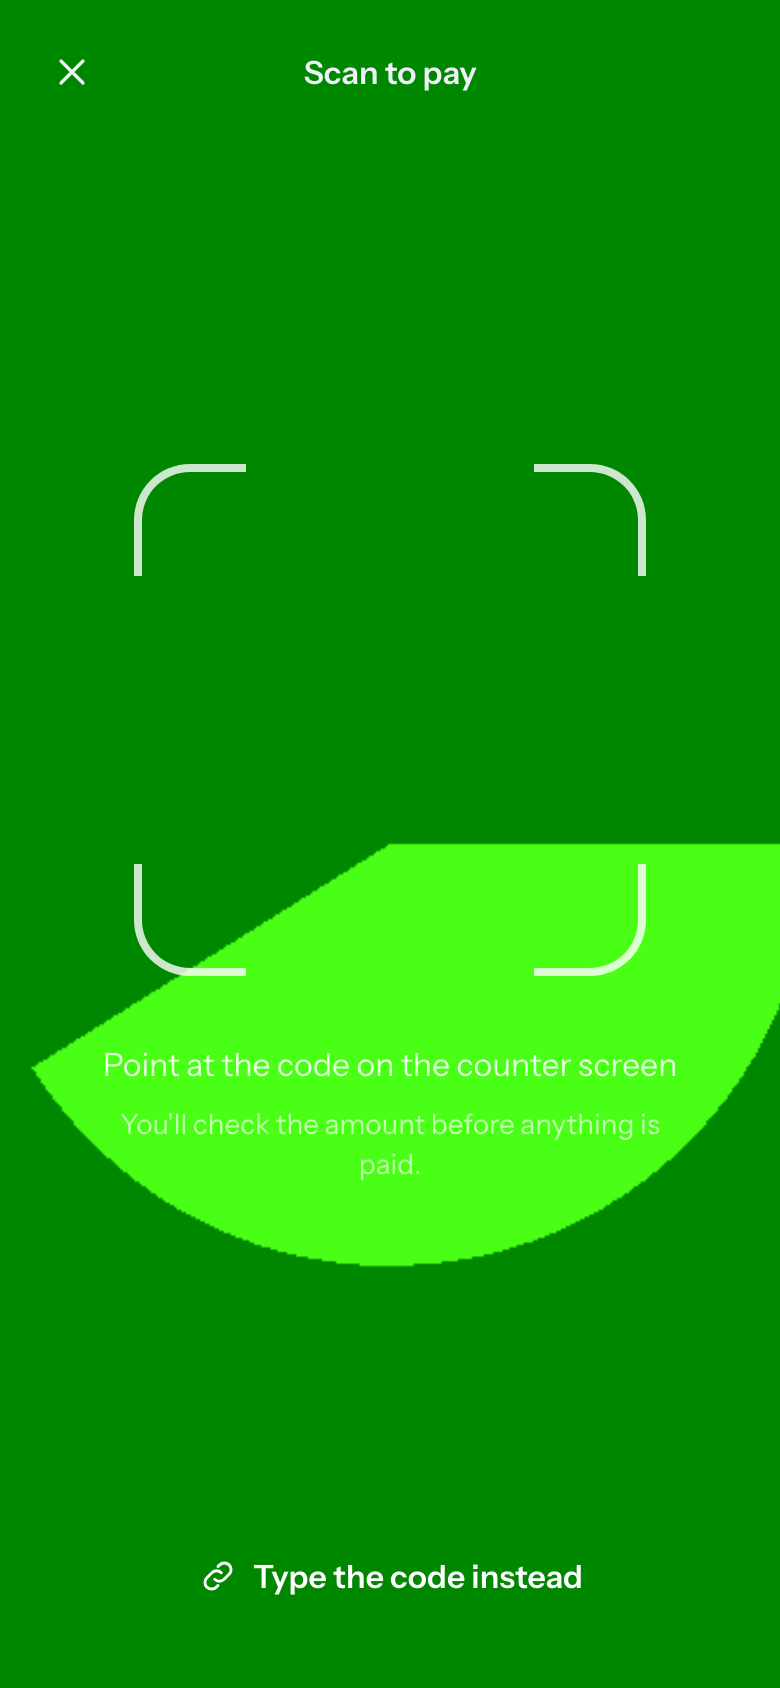 Scan to pay
Point at the code on the counter screen
You'll check the amount before anything is
paid.
Type the code instead